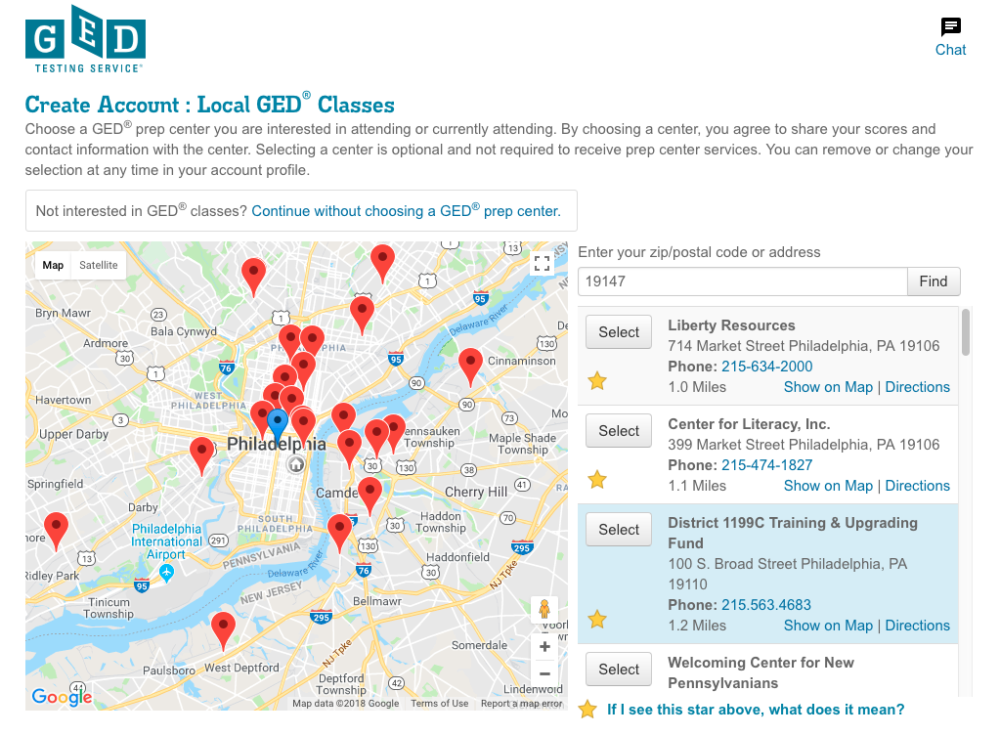 GED
TESTING SERVICE®
Chat
Create Account : Local GED® Classes
Choose a GED® prep center you are interested in attending or currently attending. By choosing a center, you agree to share your scores and
contact information with the center. Selecting a center is optional and not required to receive prep center services. You can remove or change your
selection at any time in your account profile.
Not interested in GED® classes? Continue without choosing a GED® prep center.
Map
Satellite
Bryn Mawr
23
Bala Cynwyd
Ardmore
30
1
1
1
1
13
95
Delaware River
130
Cinnaminson
76
95
90
90
WEST
PHILADELPHIA
Havertown
3
Upper Darby
Philadelphia
Pennsauken
Township
73
Maple Shade
Township
30
130
38
41
Cherry Hill
Springfield
Darby
Philadelphia
International
Airport
291
SOUTH
PHILADELPHIA
30
Haddon
Township
70
130
Haddonfield
295
PENNSYLVANIA
NEW JERSEY
Delaware River
13
Ridley Park
95
Tinicum
Township
76
30
NJ Tpke
Bellmawr
295
Somerdale
NJ Tpke
Paulsboro
West Deptford
Deptford
Township
42
44
Lindenwold
Google
Map data ©2018 Google
Terms of Use
Report a map error
Enter your zip/postal code or address
19147
Find
Select
Liberty Resources
714 Market Street Philadelphia, PA 19106
Phone: 215-634-2000
1.0 Miles
Show on Map | Directions
Select
Center for Literacy, Inc.
399 Market Street Philadelphia, PA 19106
Phone: 215-474-1827
1.1 Miles
Show on Map | Directions
Select
District 1199C Training & Upgrading
Fund
100 S. Broad Street Philadelphia, PA
19110
Phone: 215.563.4683
1.2 Miles
Show on Map | Directions
Select
Welcoming Center for New
Pennsylvanians
If I see this star above, what does it mean?